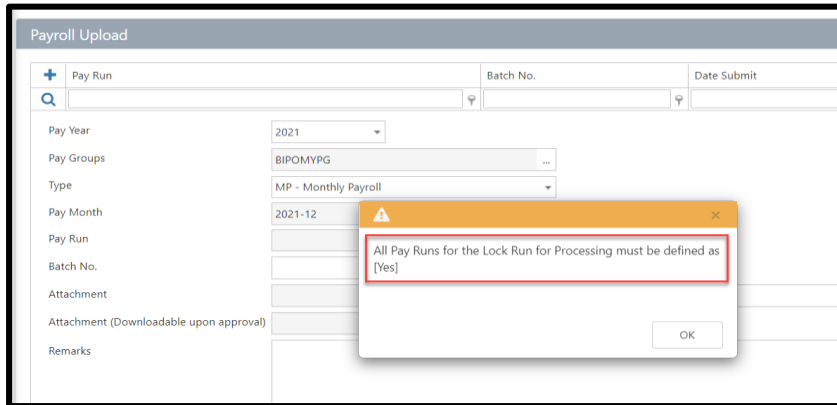 Payroll Upload
Pay Run Batch No. Date Submit
Pay Year 2021
Pay Groups BIPOMYPG ...
Type MP - Monthly Payroll
Pay Month 2021-12
Pay Run
Batch No.
Attachment
Attachment (Downloadable upon approval)
Remarks
All Pay Runs for the Lock Run for Processing must be defined as
[Yes]
OK